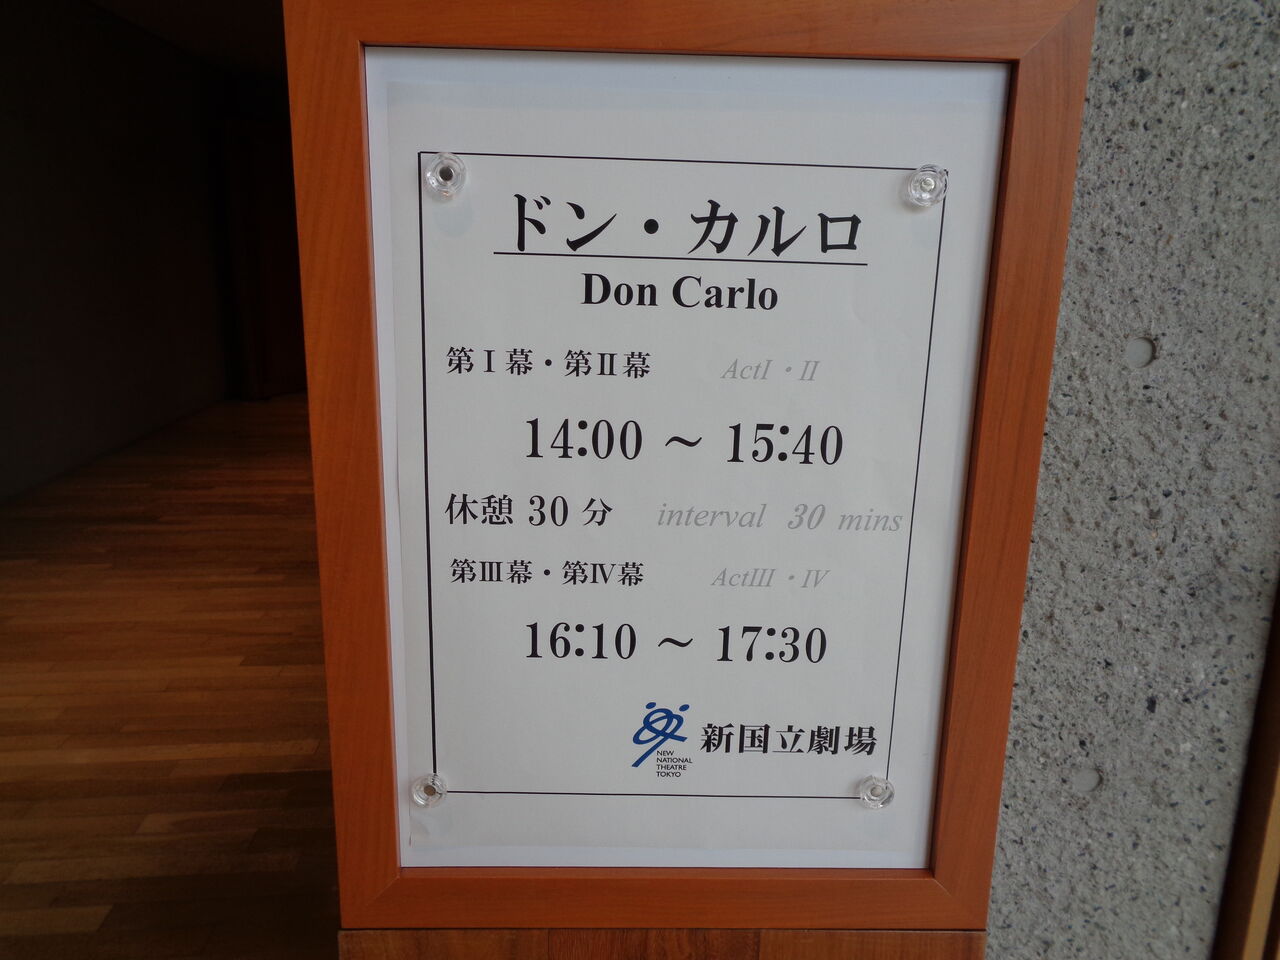 ドン・カルロ
Don Carlo
第Ⅰ幕・第Ⅱ幕 ActⅠ・Ⅱ
14:00 ～ 15:40
休憩 30 分 interval 30 mins
第Ⅲ幕・第Ⅳ幕 ActⅢ・Ⅳ
16:10 ～ 17:30
新国立劇場
NEW
NATIONAL
THEATRE
TOKYO